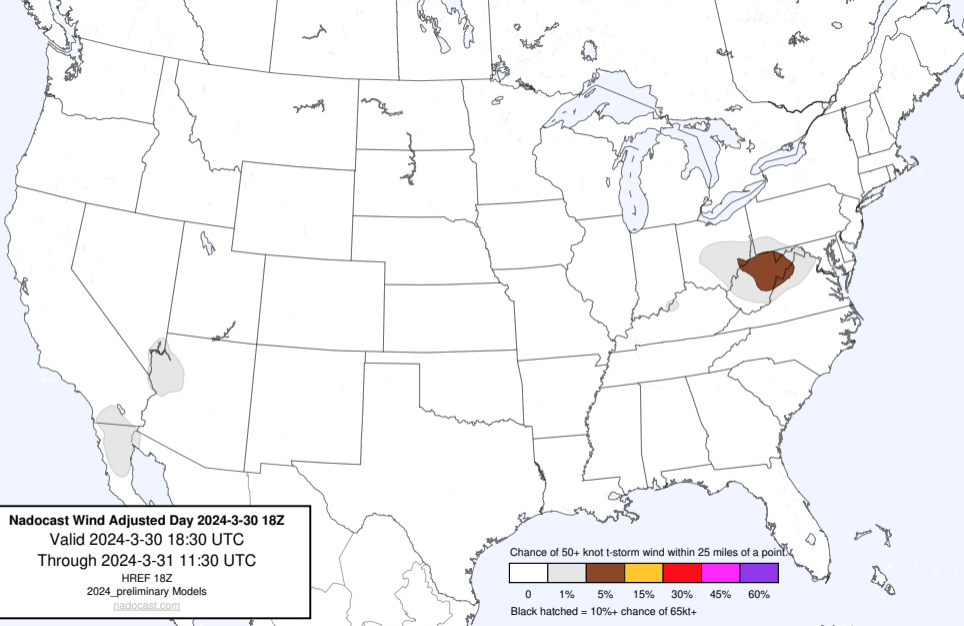 Nadocast Wind Adjusted Day 2024-3-30 18Z
Valid 2024-3-30 18:30 UTC
Through 2024-3-31 11:30 UTC
HREF 18Z
2024_preliminary Models
nadocast.com
Chance of 50+ knot t-storm wind within 25 miles of a point.
0 1% 5% 15% 30% 45% 60%
Black hatched = 10%+ chance of 65kt+